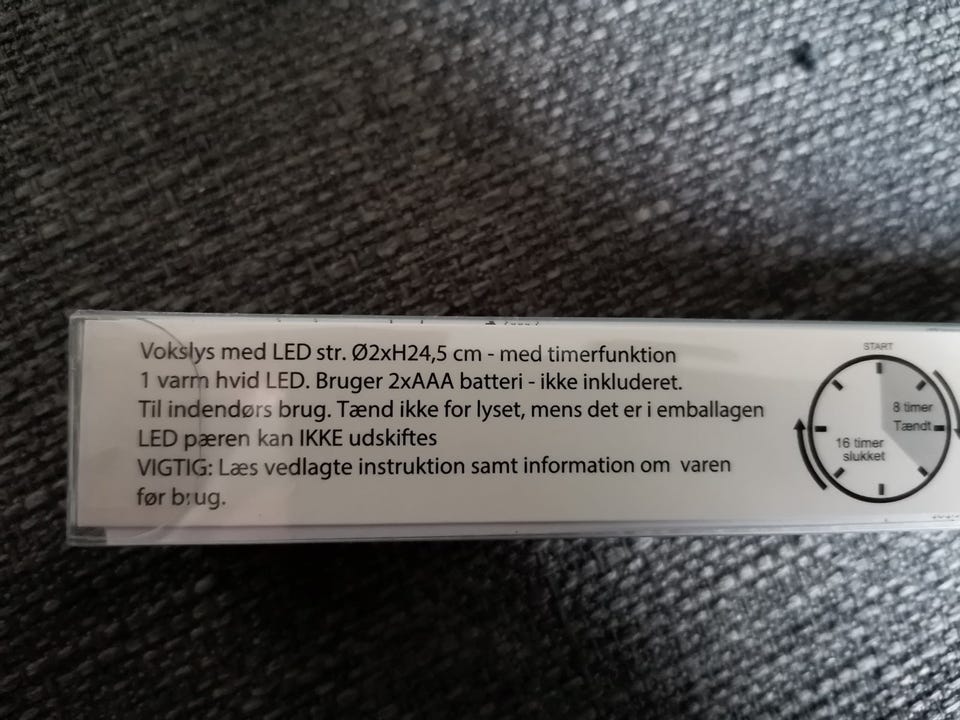 Vokslys med LED str. Ø2xH24,5 cm - med timerfunktion
1 varm hvid LED. Bruger 2xAAA batteri - ikke inkluderet.
Til indendørs brug. Tænd ikke for lyset, mens det er i emballagen
LED pæren kan IKKE udskiftes
VIGTIG: Læs vedlagte instruktion samt information om varen
før brug.
START
8 timer
Tændt
16 timer
slukket